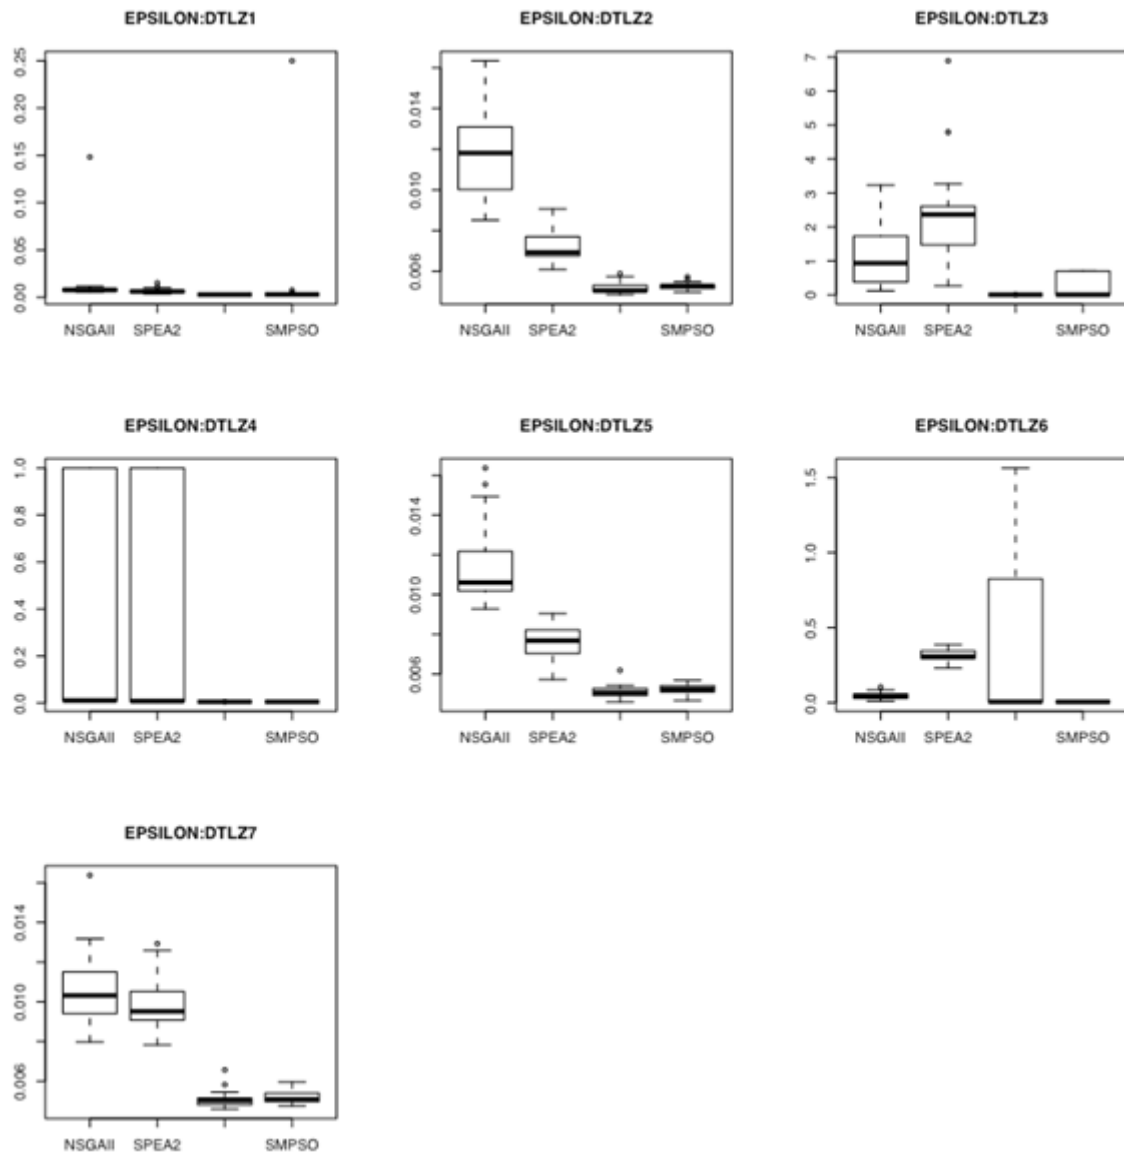 EPSILON:DTLZ1
0.25
0.20
0.15
0.10
0.05
0.00
NSGAII SPEA2 SMPSO
EPSILON:DTLZ2
0.014
0.010
0.006
NSGAII SPEA2 SMPSO
EPSILON:DTLZ3
7
6
5
4
3
2
1
0
NSGAII SPEA2 SMPSO
EPSILON:DTLZ4
1.0
0.8
0.6
0.4
0.2
0.0
NSGAII SPEA2 SMPSO
EPSILON:DTLZ5
0.014
0.010
0.006
NSGAII SPEA2 SMPSO
EPSILON:DTLZ6
1.5
1.0
0.5
0.0
NSGAII SPEA2 SMPSO
EPSILON:DTLZ7
0.014
0.010
0.006
NSGAII SPEA2 SMPSO